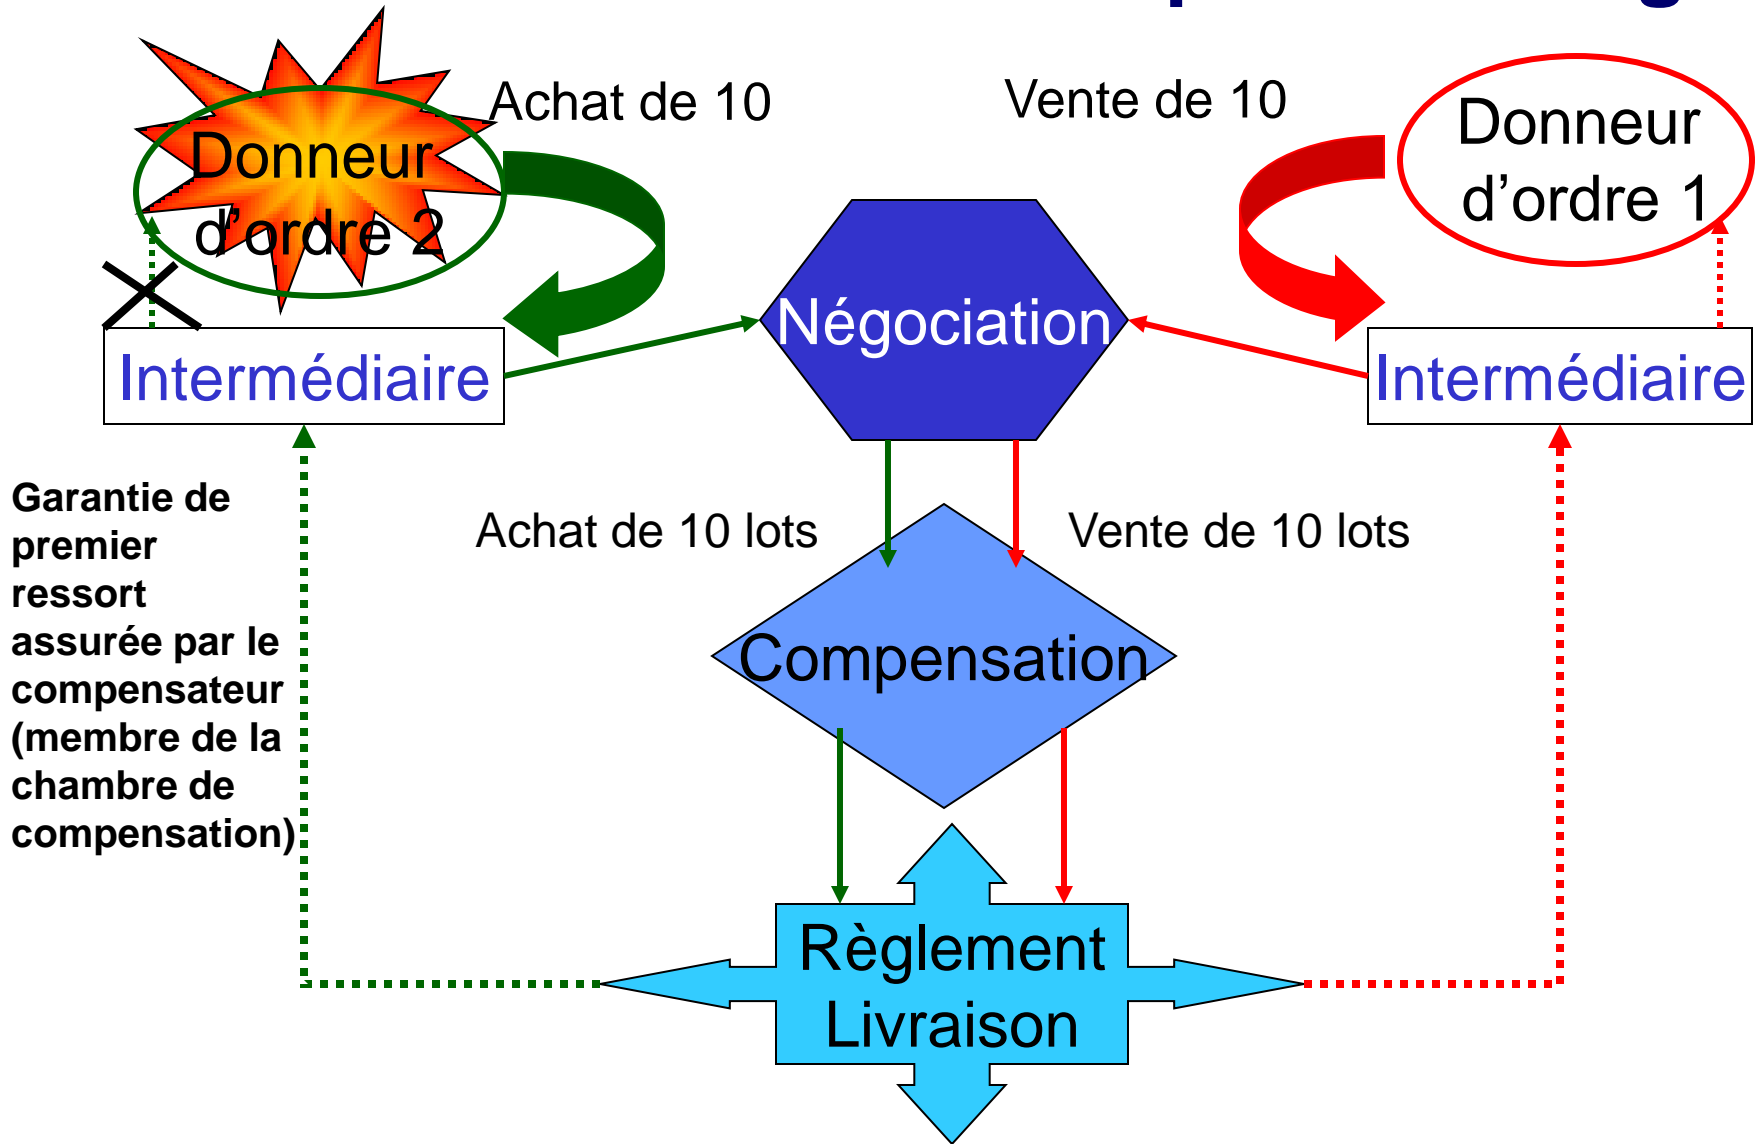 Achat de 10
Vente de 10
Donneur
d'ordre 2
Donneur
d'ordre 1
Négociation
Intermédiaire
Intermédiaire
Garantie de
premier
ressort
assurée par le
compensateur
(membre de la
chambre de
compensation)
Achat de 10 lots
Vente de 10 lots
Compensation
Règlement
Livraison